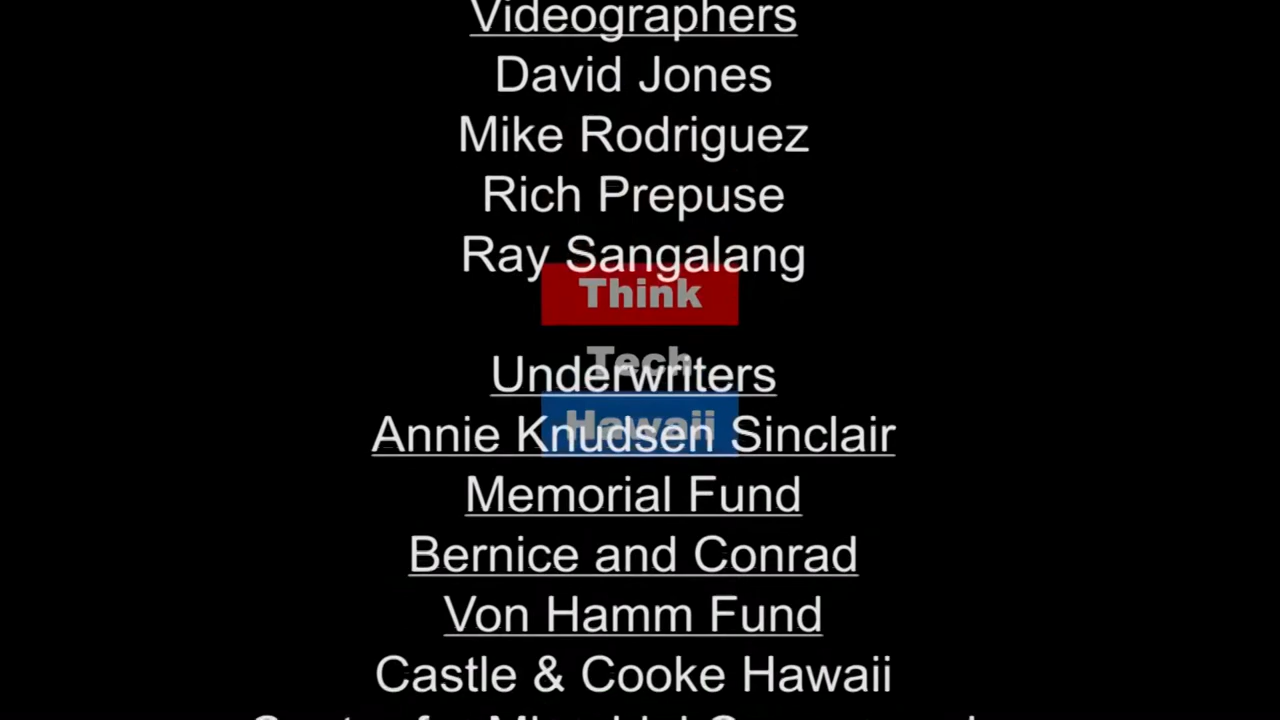 Videographers
David Jones
Mike Rodriguez
Rich Prepuse
Ray Sangalang
Think
Tech
Underwriters
Hawaii
Annie Knudsen Sinclair
Memorial Fund
Bernice and Conrad
Von Hamm Fund
Castle & Cooke Hawaii